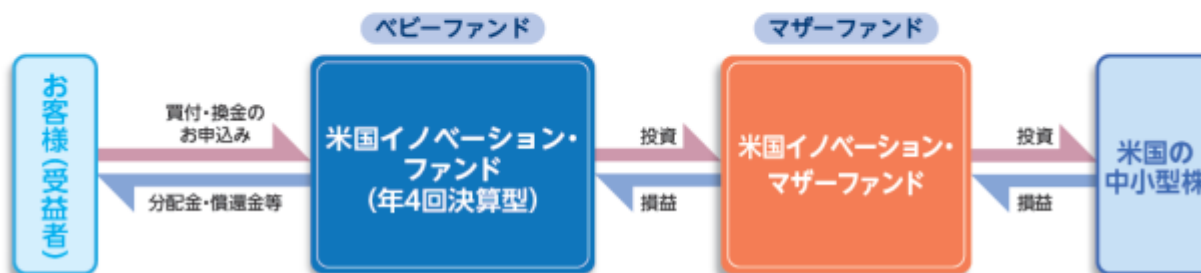 ベビーファンド
マザーファンド
お客様(受益者)
買付・換金の
お申込み
分配金・償還金等
米国イノベーション・
ファンド
(年4回決算型)
投資
損益
米国イノベーション・
マザーファンド
投資
損益
米国の
中小型株